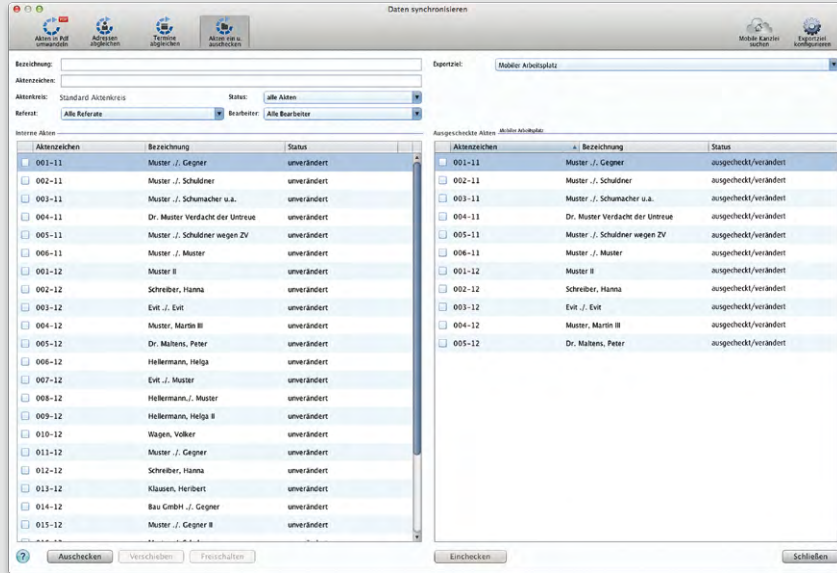 Daten synchronisieren
Akten in Pdf umwandeln
Adressen abgleichen
Termine abgleichen
Akten ein u. auschecken
Mobile Kanzlei suchen
Exportziel konfigurieren
Bezeichnung:
Exportziel: Mobiler Arbeitsplatz
Aktenzeichen:
Aktenkreis: Standard Aktenkreis Status: alle Akten
Referat: Alle Referate Bearbeiter: Alle Bearbeiter
Interne Akten
Aktenzeichen Bezeichnung Status
001-11 Muster ./. Gegner unverändert
002-11 Muster ./. Schuldner unverändert
003-11 Muster ./. Schumacher u.a. unverändert
004-11 Dr. Muster Verdacht der Untreue unverändert
005-11 Muster ./. Schuldner wegen ZV unverändert
006-11 Muster ./. Muster unverändert
001-12 Muster II unverändert
002-12 Schreiber, Hanna unverändert
003-12 Evit ./. Evit unverändert
004-12 Muster, Martin III unverändert
005-12 Dr. Maltens, Peter unverändert
006-12 Hellermann, Helga unverändert
007-12 Evit ./. Muster unverändert
008-12 Hellermann./. Muster unverändert
009-12 Hellermann, Helga II unverändert
010-12 Wagen, Volker unverändert
011-12 Muster ./. Gegner unverändert
012-12 Schreiber, Hanna unverändert
013-12 Klausen, Heribert unverändert
014-12 Bau GmbH ./. Gegner unverändert
015-12 Muster ./. Gegner II unverändert
Ausgescheckte Akten Mobiler Arbeitsplatz
Aktenzeichen Bezeichnung Status
001-11 Muster ./. Gegner ausgecheckt/verändert
002-11 Muster ./. Schuldner ausgecheckt/verändert
003-11 Muster ./. Schumacher u.a. ausgecheckt/verändert
004-11 Dr. Muster Verdacht der Untreue ausgecheckt/verändert
005-11 Muster ./. Schuldner wegen ZV ausgecheckt/verändert
006-11 Muster ./. Muster ausgecheckt/verändert
001-12 Muster II ausgecheckt/verändert
002-12 Schreiber, Hanna ausgecheckt/verändert
003-12 Evit ./. Evit ausgecheckt/verändert
004-12 Muster, Martin III ausgecheckt/verändert
005-12 Dr. Maltens, Peter ausgecheckt/verändert
? Auschecken Verschieben Freischalten
Einchecken Schließen